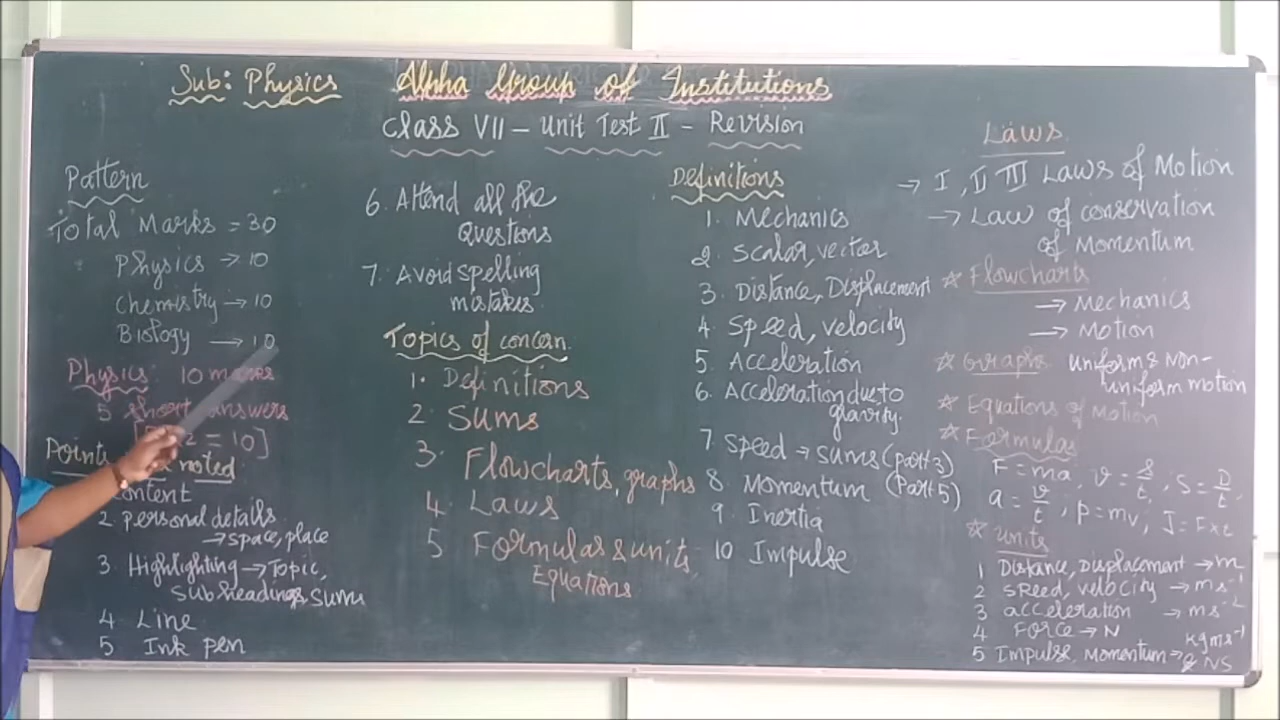 Sub: Physics
Alpha Group of Institutions
Class VII – Unit Test II – Revision
Pattern
Total Marks = 30
Physics → 10
Chemistry → 10
Biology → 10
Physics: 10 marks
5 short answers
2 = 10]
Points noted
content
2 personal details
→ space, place
3. Highlighting → Topic,
Subheadings, sums
4 Line
5 Ink pen
6. Attend all the
Questions
7. Avoid spelling
mistakes.
Topics of concern
1. Definitions
2 Sums
3. Flowcharts, graphs
4. Laws
5 Formulas & units
Equations
Definitions
1. Mechanics
2. Scalar, vector
3. Distance, Displacement
4. Speed, velocity
5. Acceleration
6. Acceleration due to
gravity.
7. Speed → sums (part 3)
8 Momentum (Part 5)
9. Inertia
10 Impulse
Laws
→ I, II III Laws of Motion
→ Law of conservation
of Momentum
☆ Flowcharts
→ Mechanics
→ Motion
☆ Graphs uniform & non-
uniform motion
☆ Equations of Motion
☆ Formulas
F = ma, v = s/t, S = D/t,
a = v/t, p = mv, J = F×t
☆ Units
1 Distance, Displacement → m
2 Speed, velocity → ms⁻¹
3 acceleration → ms⁻²
4 Force → N
5 Impulse, Momentum → kgms⁻¹
& NS